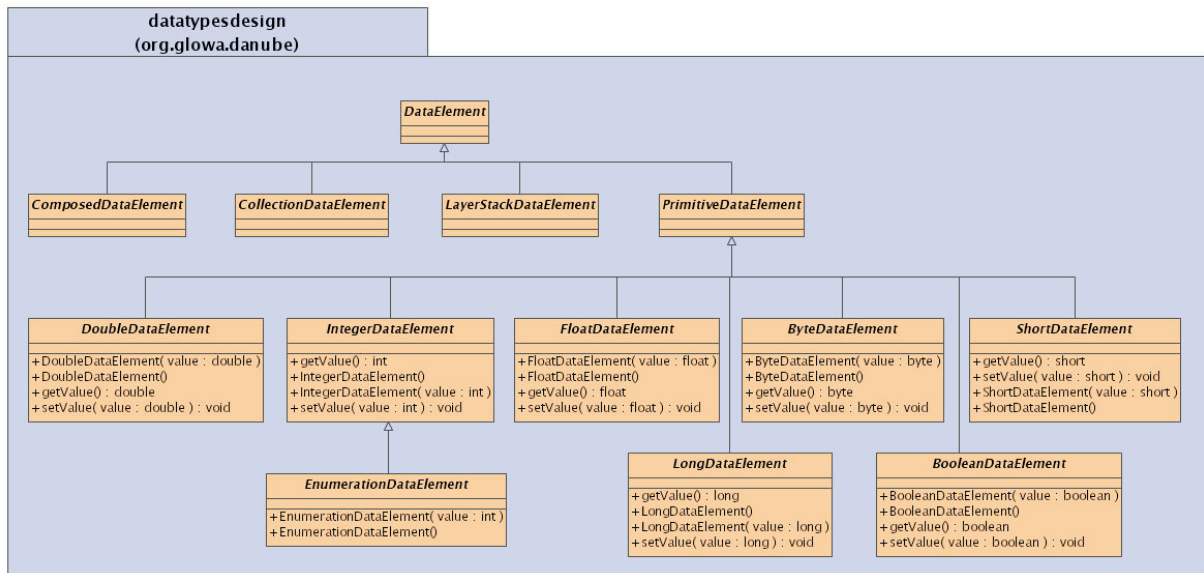 datatypesdesign
(org.glowa.danube)
DataElement
ComposedDataElement
CollectionDataElement
LayerStackDataElement
PrimitiveDataElement
DoubleDataElement
+DoubleDataElement( value : double )
+DoubleDataElement()
+getValue() : double
+setValue( value : double ) : void
IntegerDataElement
+getValue() : int
+IntegerDataElement()
+IntegerDataElement( value : int )
+setValue( value : int ) : void
FloatDataElement
+FloatDataElement( value : float )
+FloatDataElement()
+getValue() : float
+setValue( value : float ) : void
ByteDataElement
+ByteDataElement( value : byte )
+ByteDataElement()
+getValue() : byte
+setValue( value : byte ) : void
ShortDataElement
+getValue() : short
+setValue( value : short ) : void
+ShortDataElement( value : short )
+ShortDataElement()
EnumerationDataElement
+EnumerationDataElement( value : int )
+EnumerationDataElement()
LongDataElement
+getValue() : long
+LongDataElement()
+LongDataElement( value : long )
+setValue( value : long ) : void
BooleanDataElement
+BooleanDataElement( value : boolean )
+BooleanDataElement()
+getValue() : boolean
+setValue( value : boolean ) : void